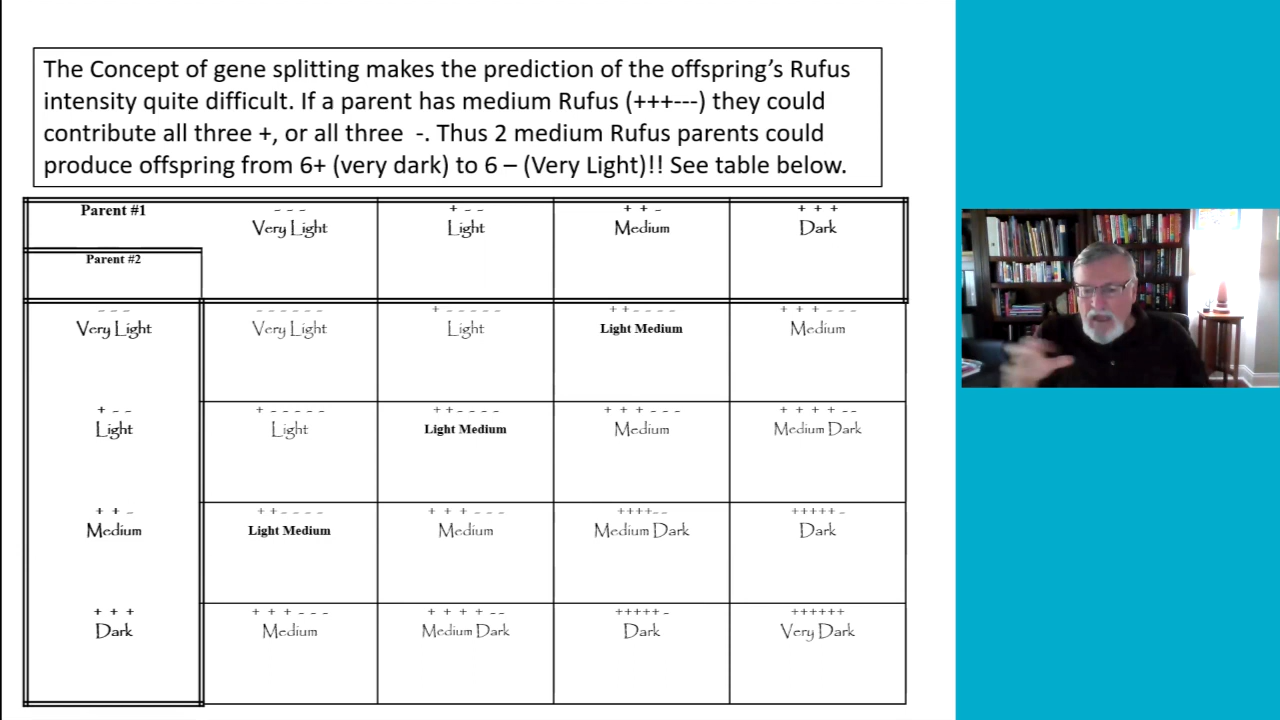 The Concept of gene splitting makes the prediction of the offspring’s Rufus
intensity quite difficult. If a parent has medium Rufus (+++---) they could
contribute all three +, or all three  -. Thus 2 medium Rufus parents could
produce offspring from 6+ (very dark) to 6 – (Very Light)!! See table below.
Parent #1
- - -
Very Light
+ - -
Light
+ + -
Medium
+ + +
Dark
Parent #2
- - -
Very Light
- - - - - -
Very Light
+ - - - - -
Light
+ + - - - -
Light Medium
+ + + - - -
Medium
+ - -
Light
+ - - - - -
Light
+ + - - - -
Light Medium
+ + + - - -
Medium
+ + + + - -
Medium Dark
+ + -
Medium
+ + - - - -
Light Medium
+ + + - - -
Medium
++++--
Medium Dark
+++++ -
Dark
+ + +
Dark
+ + + - - -
Medium
+ + + + - -
Medium Dark
+++++ -
Dark
++++++
Very Dark